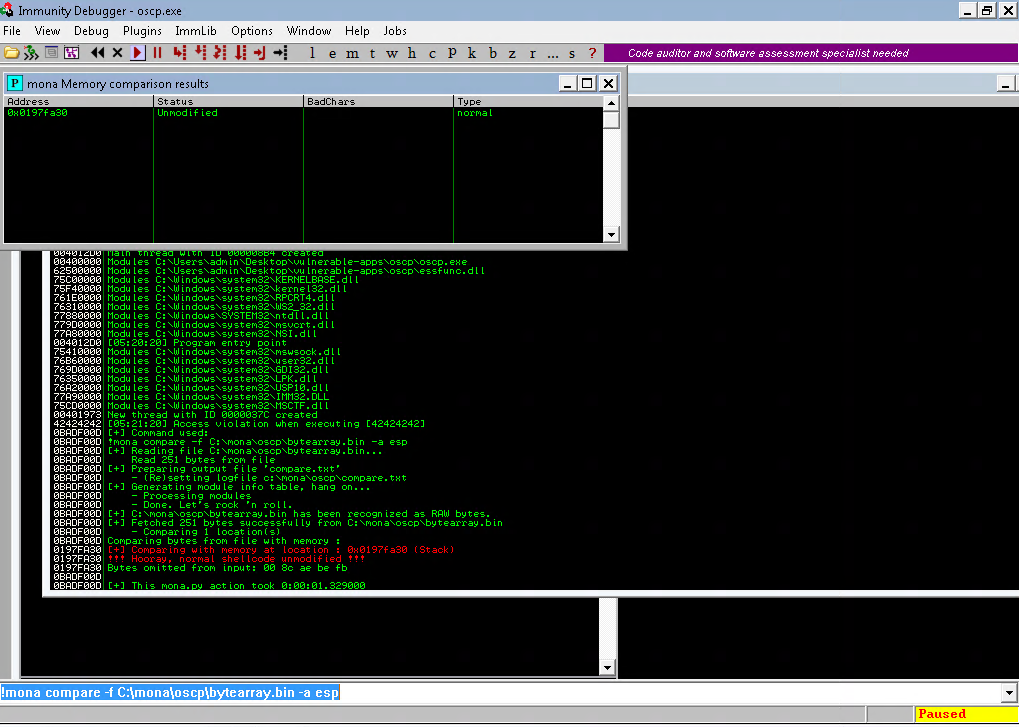 Immunity Debugger - oscp.exe
File View Debug Plugins ImmLib Options Window Help Jobs
l e m t w h c P k b z r ... s ?
Code auditor and software assessment specialist needed
P mona Memory comparison results
Address Status BadChars Type
0x0197fa30 Unmodified normal
004012D0 Main thread with ID 000008B4 created
00400000 Modules C:\Users\admin\Desktop\vulnerable-apps\oscp\oscp.exe
62500000 Modules C:\Users\admin\Desktop\vulnerable-apps\oscp\essfunc.dll
75C00000 Modules C:\Windows\system32\KERNELBASE.dll
75F40000 Modules C:\Windows\system32\kernel32.dll
761E0000 Modules C:\Windows\system32\RPCRT4.dll
76310000 Modules C:\Windows\system32\WS2_32.dll
77880000 Modules C:\Windows\SYSTEM32\ntdll.dll
779D0000 Modules C:\Windows\system32\msvcrt.dll
77A80000 Modules C:\Windows\system32\NSI.dll
004012D0 [05:20:20] Program entry point
75410000 Modules C:\Windows\system32\mswsock.dll
76B60000 Modules C:\Windows\system32\user32.dll
769D0000 Modules C:\Windows\system32\GDI32.dll
76350000 Modules C:\Windows\system32\LPK.dll
76A20000 Modules C:\Windows\system32\USP10.dll
77A90000 Modules C:\Windows\system32\IMM32.DLL
75CD0000 Modules C:\Windows\system32\MSCTF.dll
00401973 New thread with ID 0000037C created
42424242 [05:21:20] Access violation when executing [42424242]
0BADF00D [+] Command used:
0BADF00D !mona compare -f C:\mona\oscp\bytearray.bin -a esp
0BADF00D [+] Reading file C:\mona\oscp\bytearray.bin...
0BADF00D Read 251 bytes from file
0BADF00D [+] Preparing output file 'compare.txt'
0BADF00D - (Re)setting logfile c:\mona\oscp\compare.txt
0BADF00D [+] Generating module info table, hang on...
0BADF00D - Processing modules
0BADF00D - Done. Let's rock 'n roll.
0BADF00D [+] C:\mona\oscp\bytearray.bin has been recognized as RAW bytes.
0BADF00D [+] Fetched 251 bytes successfully from C:\mona\oscp\bytearray.bin
0BADF00D - Comparing 1 location(s)
0BADF00D Comparing bytes from file with memory :
0197FA30 [+] Comparing with memory at location : 0x0197fa30 (Stack)
0197FA30 !!! Hooray, normal shellcode unmodified !!!
0197FA30 Bytes omitted from input: 00 8c ae be fb
0BADF00D
0BADF00D [+] This mona.py action took 0:00:01.329000
!mona compare -f C:\mona\oscp\bytearray.bin -a esp
Paused